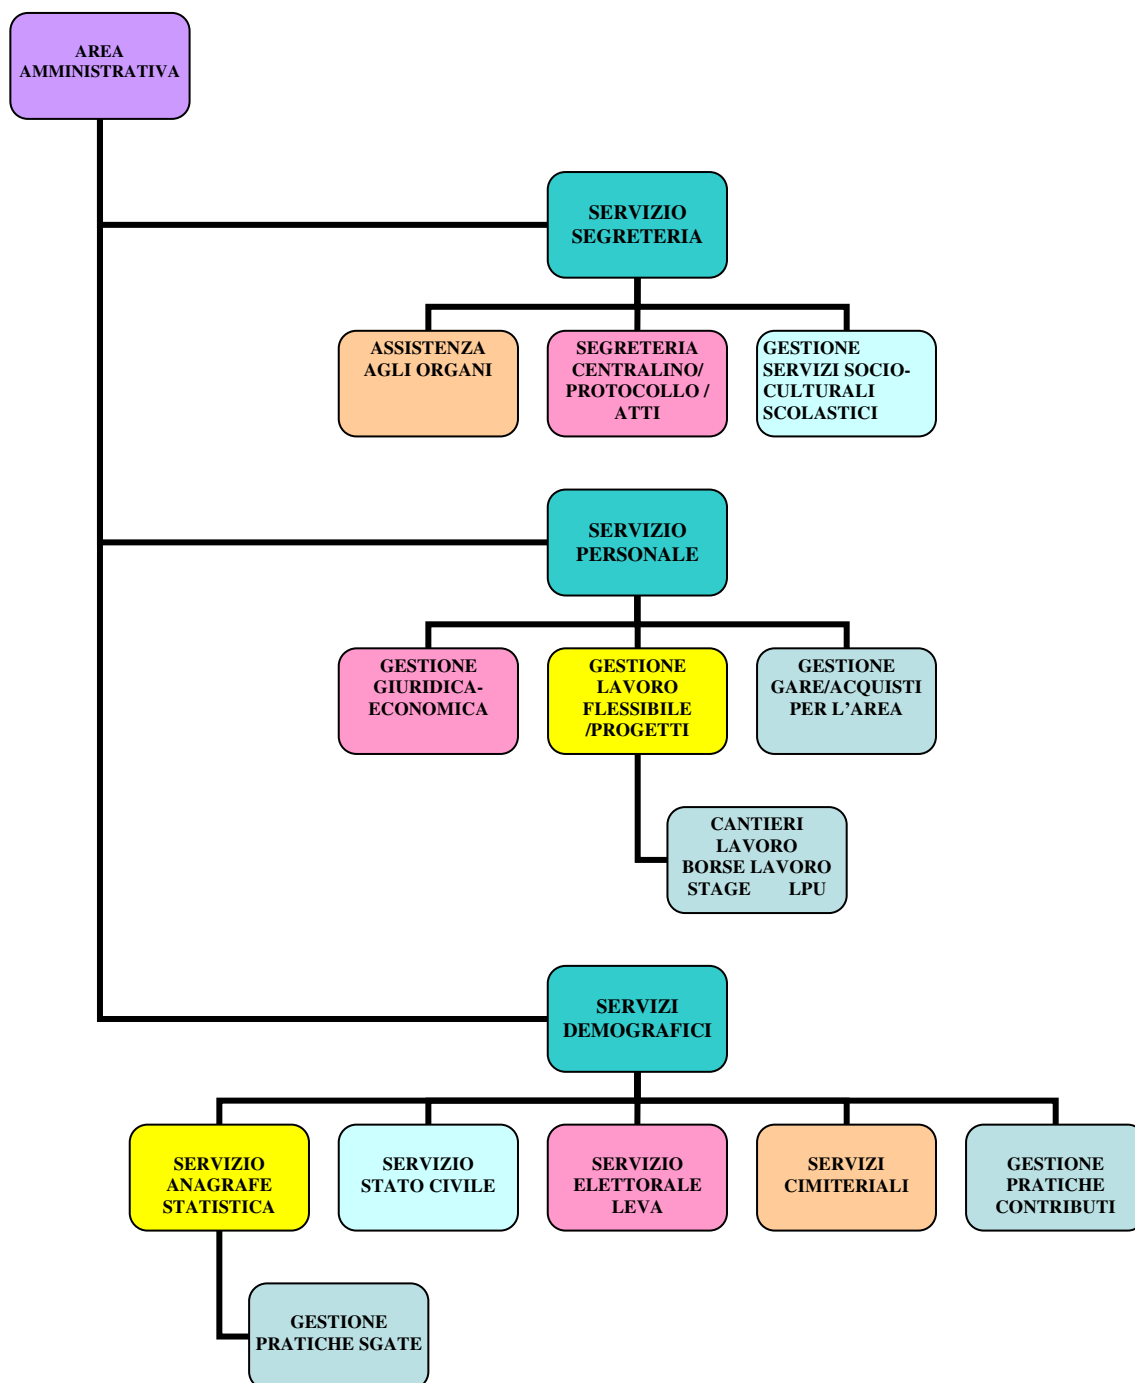 AREA
AMMINISTRATIVA
SERVIZIO
SEGRETERIA
ASSISTENZA
AGLI ORGANI
SEGRETERIA
CENTRALINO/
PROTOCOLLO /
ATTI
GESTIONE
SERVIZI SOCIO-
CULTURALI
SCOLASTICI
SERVIZIO
PERSONALE
GESTIONE
GIURIDICA-
ECONOMICA
GESTIONE
LAVORO
FLESSIBILE
/PROGETTI
GESTIONE
GARE/ACQUISTI
PER L’AREA
CANTIERI
LAVORO
BORSE LAVORO
STAGE LPU
SERVIZI
DEMOGRAFICI
SERVIZIO
ANAGRAFE
STATISTICA
SERVIZIO
STATO CIVILE
SERVIZIO
ELETTORALE
LEVA
SERVIZI
CIMITERIALI
GESTIONE
PRATICHE
CONTRIBUTI
GESTIONE
PRATICHE SGATE